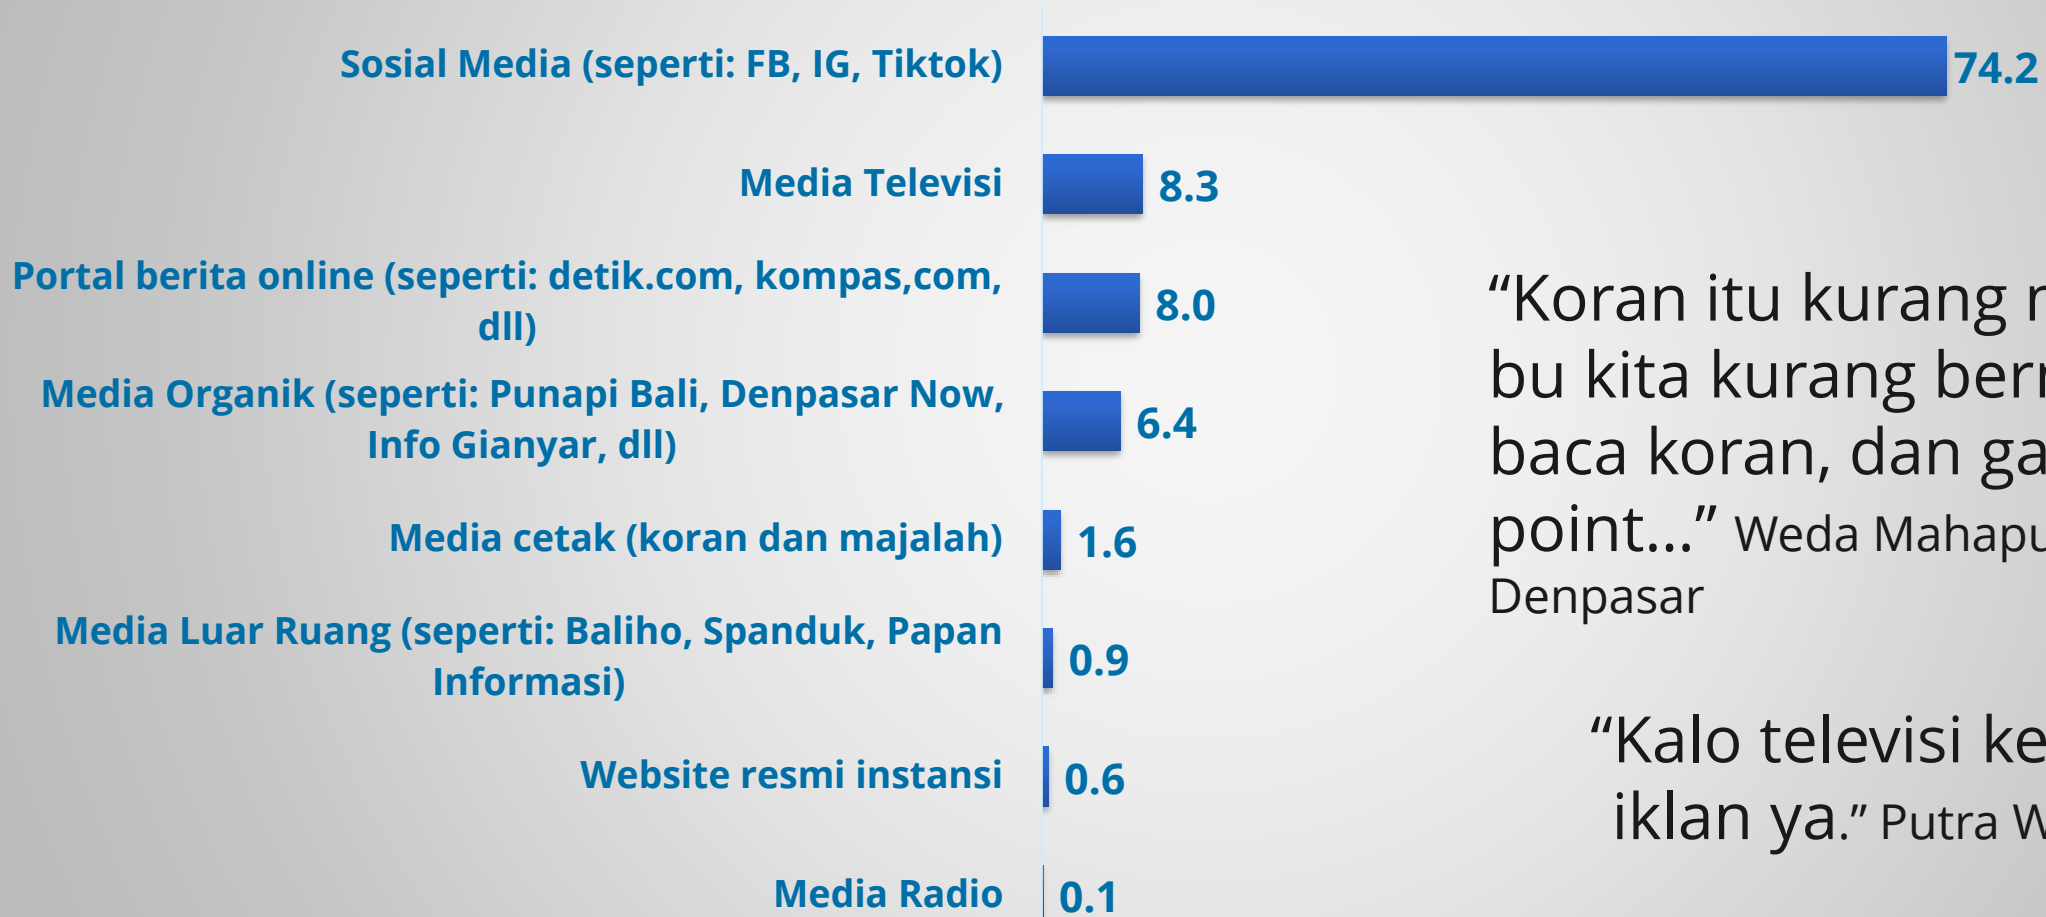 Sosial Media (seperti: FB, IG, Tiktok)
74.2
Media Televisi
8.3
Portal berita online (seperti: detik.com, kompas,com,
dll)
8.0
Media Organik (seperti: Punapi Bali, Denpasar Now,
Info Gianyar, dll)
6.4
Media cetak (koran dan majalah)
1.6
Media Luar Ruang (seperti: Baliho, Spanduk, Papan
Informasi)
0.9
Website resmi instansi
0.6
Media Radio
0.1
“Koran itu kurang
bu kita kurang
baca koran, dan
point...” Weda
Denpasar
“Kalo televisi
iklan ya.” Putra